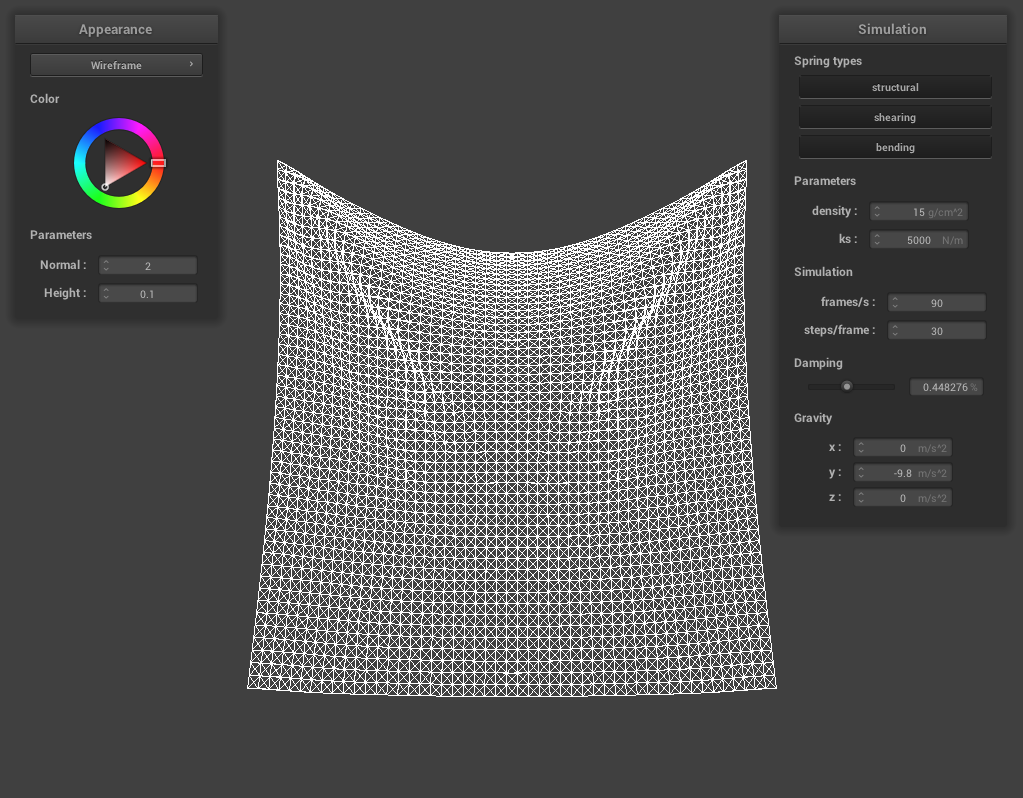 Appearance
Wireframe ›
Color
Parameters
Normal : 2
Height : 0.1
Simulation
Spring types
structural
shearing
bending
Parameters
density : 15 g/cm^2
ks : 5000 N/m
Simulation
frames/s : 90
steps/frame : 30
Damping
0.448276 %
Gravity
x : 0 m/s^2
y : -9.8 m/s^2
z : 0 m/s^2